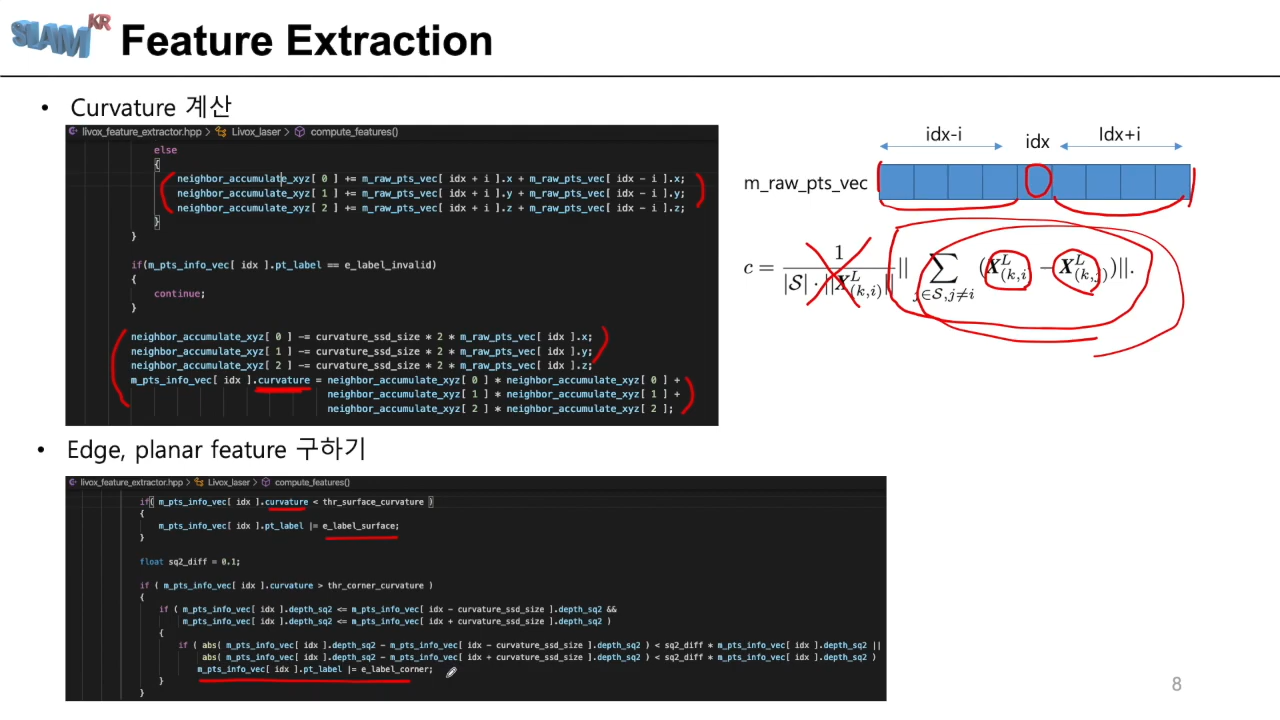 SLAM KR
Feature Extraction
• Curvature 계산
livox_feature_extractor.hpp > Livox_laser > compute_features()
else
{
neighbor_accumulate_xyz[ 0 ] += m_raw_pts_vec[ idx + i ].x + m_raw_pts_vec[ idx - i ].x;
neighbor_accumulate_xyz[ 1 ] += m_raw_pts_vec[ idx + i ].y + m_raw_pts_vec[ idx - i ].y;
neighbor_accumulate_xyz[ 2 ] += m_raw_pts_vec[ idx + i ].z + m_raw_pts_vec[ idx - i ].z;
}
}
if(m_pts_info_vec[ idx ].pt_label == e_label_invalid)
{
continue;
}
neighbor_accumulate_xyz[ 0 ] -= curvature_ssd_size * 2 * m_raw_pts_vec[ idx ].x;
neighbor_accumulate_xyz[ 1 ] -= curvature_ssd_size * 2 * m_raw_pts_vec[ idx ].y;
neighbor_accumulate_xyz[ 2 ] -= curvature_ssd_size * 2 * m_raw_pts_vec[ idx ].z;
m_pts_info_vec[ idx ].curvature = neighbor_accumulate_xyz[ 0 ] * neighbor_accumulate_xyz[ 0 ] +
neighbor_accumulate_xyz[ 1 ] * neighbor_accumulate_xyz[ 1 ] +
neighbor_accumulate_xyz[ 2 ] * neighbor_accumulate_xyz[ 2 ];
idx-i idx Idx+i
m_raw_pts_vec
c = 1 / (|S| · ||X^L_(k,i)||) || ∑_{j∈S,j≠i} (X^L_(k,i) − X^L_(k,j))||.
• Edge, planar feature 구하기
livox_feature_extractor.hpp > Livox_laser > compute_features()
if( m_pts_info_vec[ idx ].curvature < thr_surface_curvature )
{
m_pts_info_vec[ idx ].pt_label |= e_label_surface;
}
float sq2_diff = 0.1;
if ( m_pts_info_vec[ idx ].curvature > thr_corner_curvature )
{
if ( m_pts_info_vec[ idx ].depth_sq2 <= m_pts_info_vec[ idx - curvature_ssd_size ].depth_sq2 &&
m_pts_info_vec[ idx ].depth_sq2 <= m_pts_info_vec[ idx + curvature_ssd_size ].depth_sq2 )
{
if ( abs( m_pts_info_vec[ idx ].depth_sq2 - m_pts_info_vec[ idx - curvature_ssd_size ].depth_sq2 ) < sq2_diff * m_pts_info_vec[ idx ].depth_sq2 ||
abs( m_pts_info_vec[ idx ].depth_sq2 - m_pts_info_vec[ idx + curvature_ssd_size ].depth_sq2 ) < sq2_diff * m_pts_info_vec[ idx ].depth_sq2 )
m_pts_info_vec[ idx ].pt_label |= e_label_corner;
}
}
8